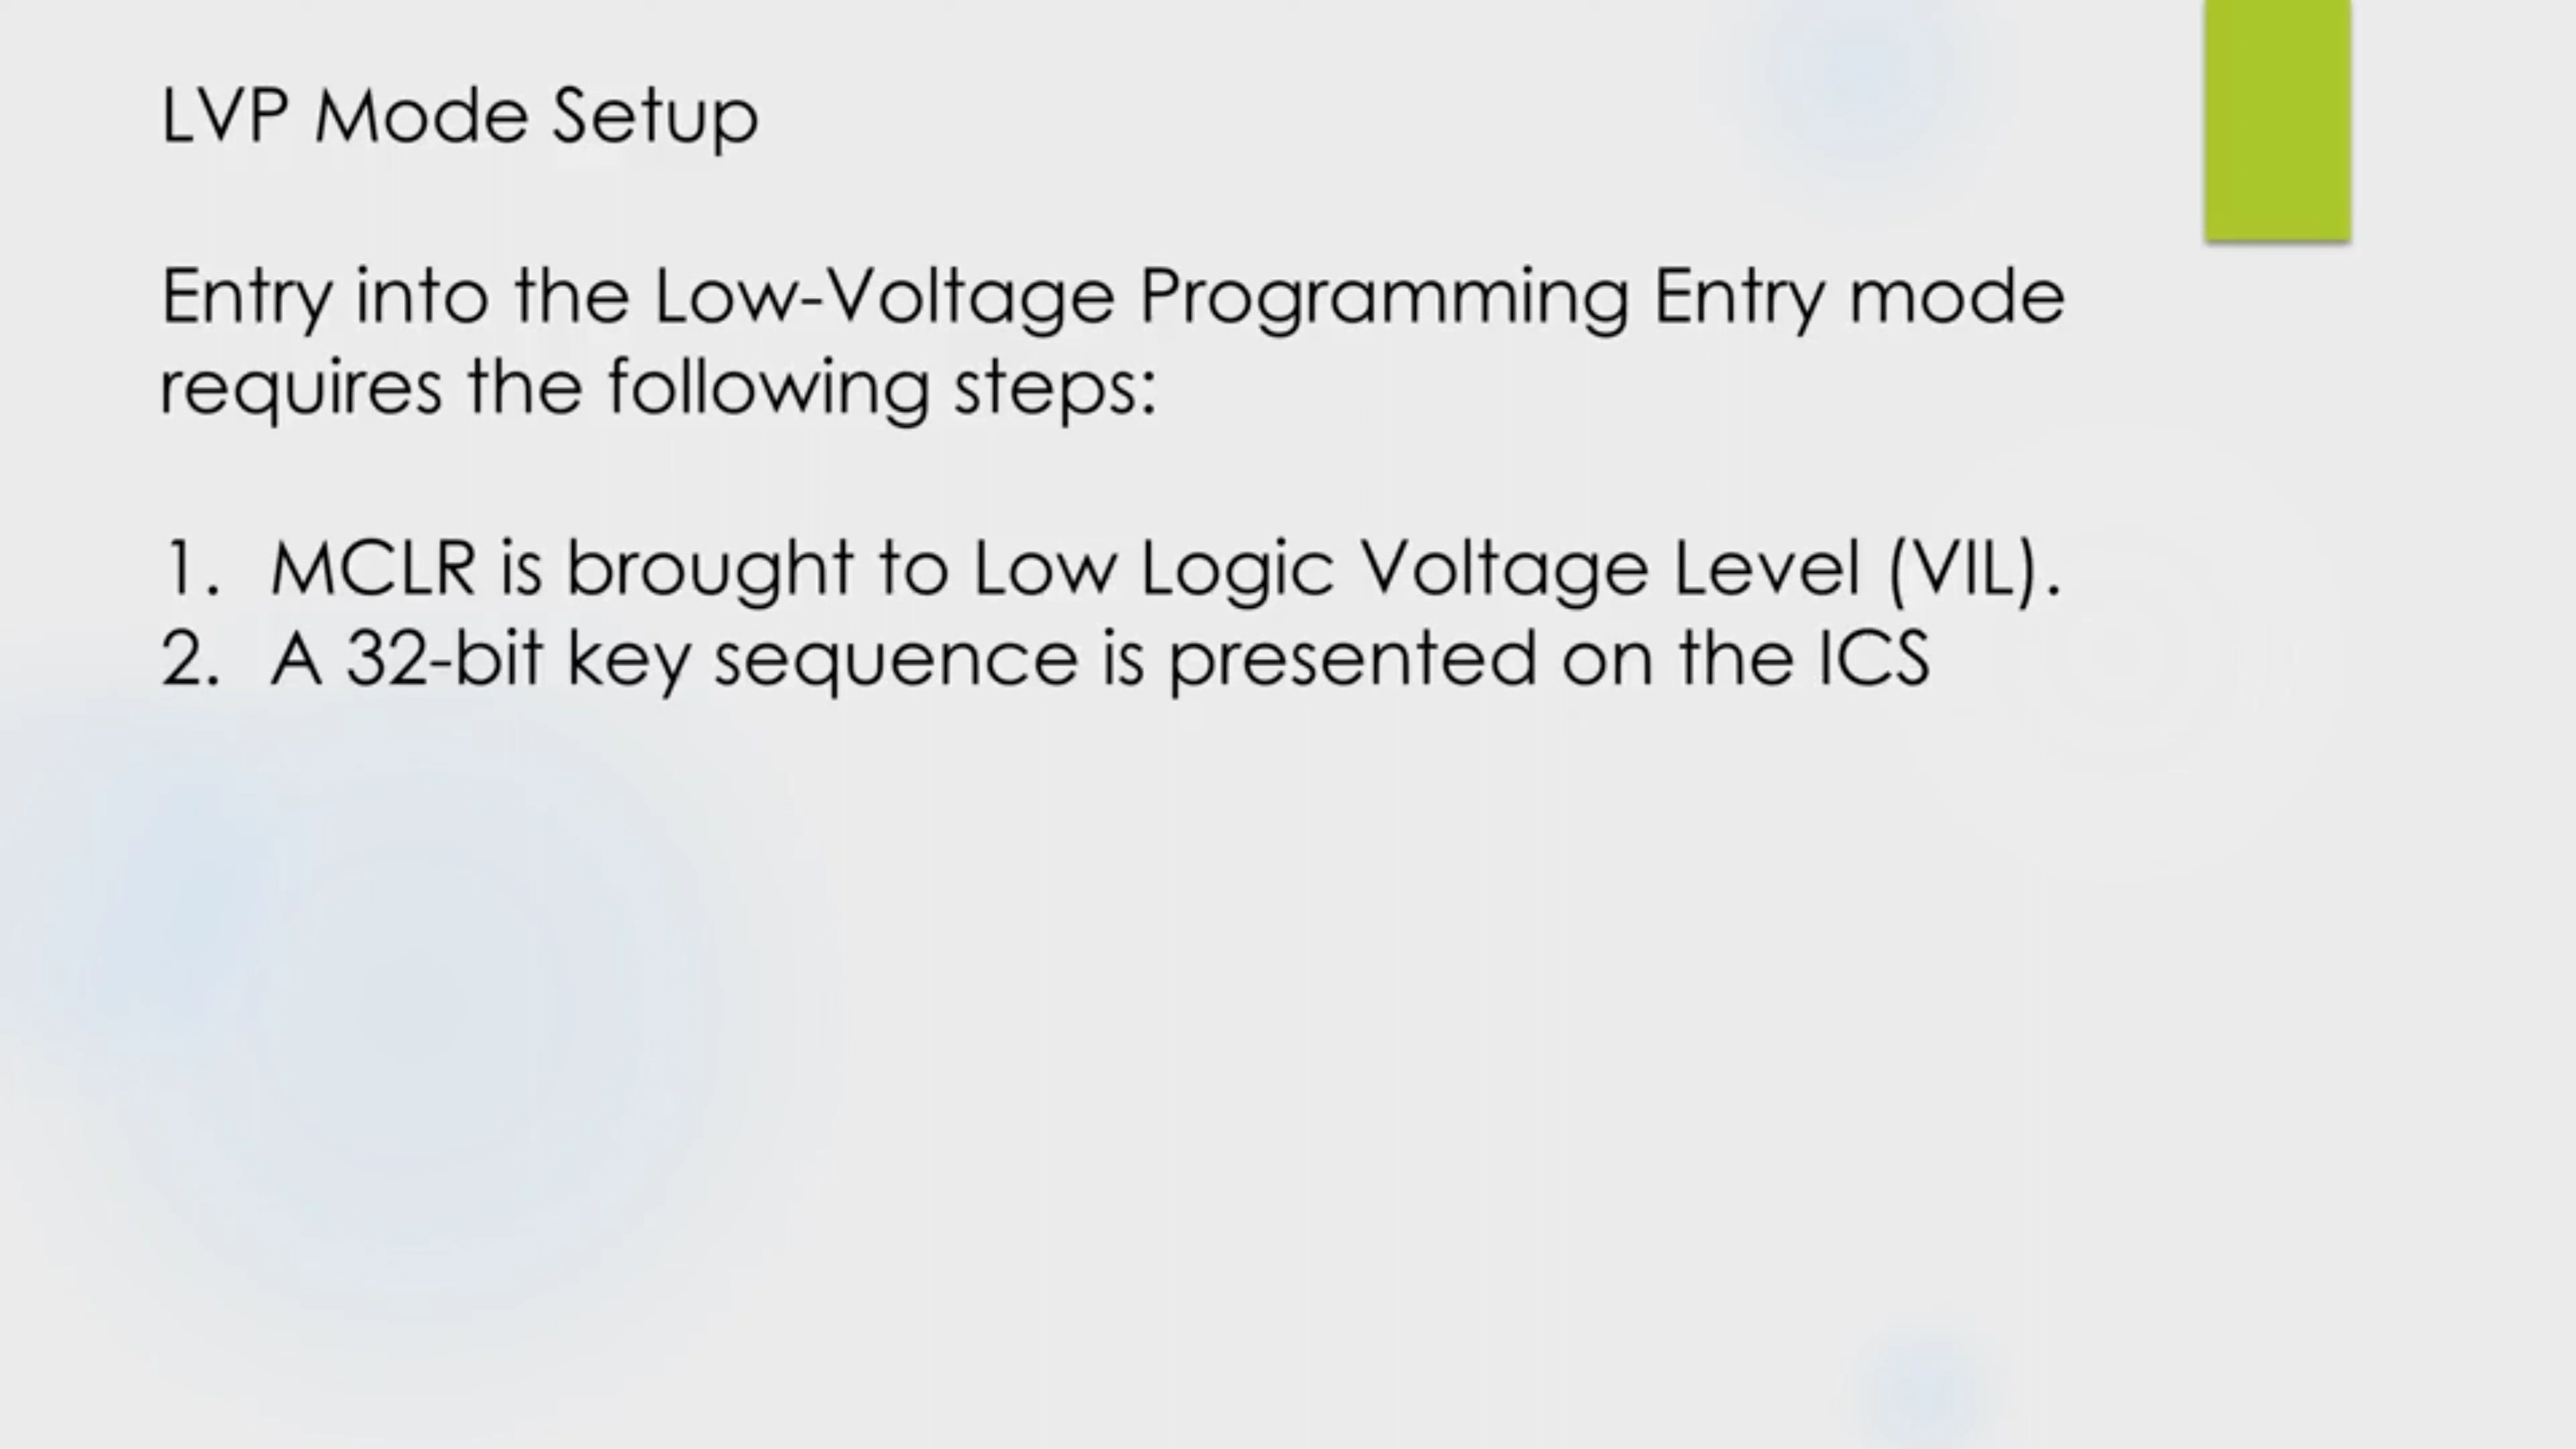 LVP Mode Setup
Entry into the Low-Voltage Programming Entry mode
requires the following steps:
1. MCLR is brought to Low Logic Voltage Level (VIL).
2. A 32-bit key sequence is presented on the ICS